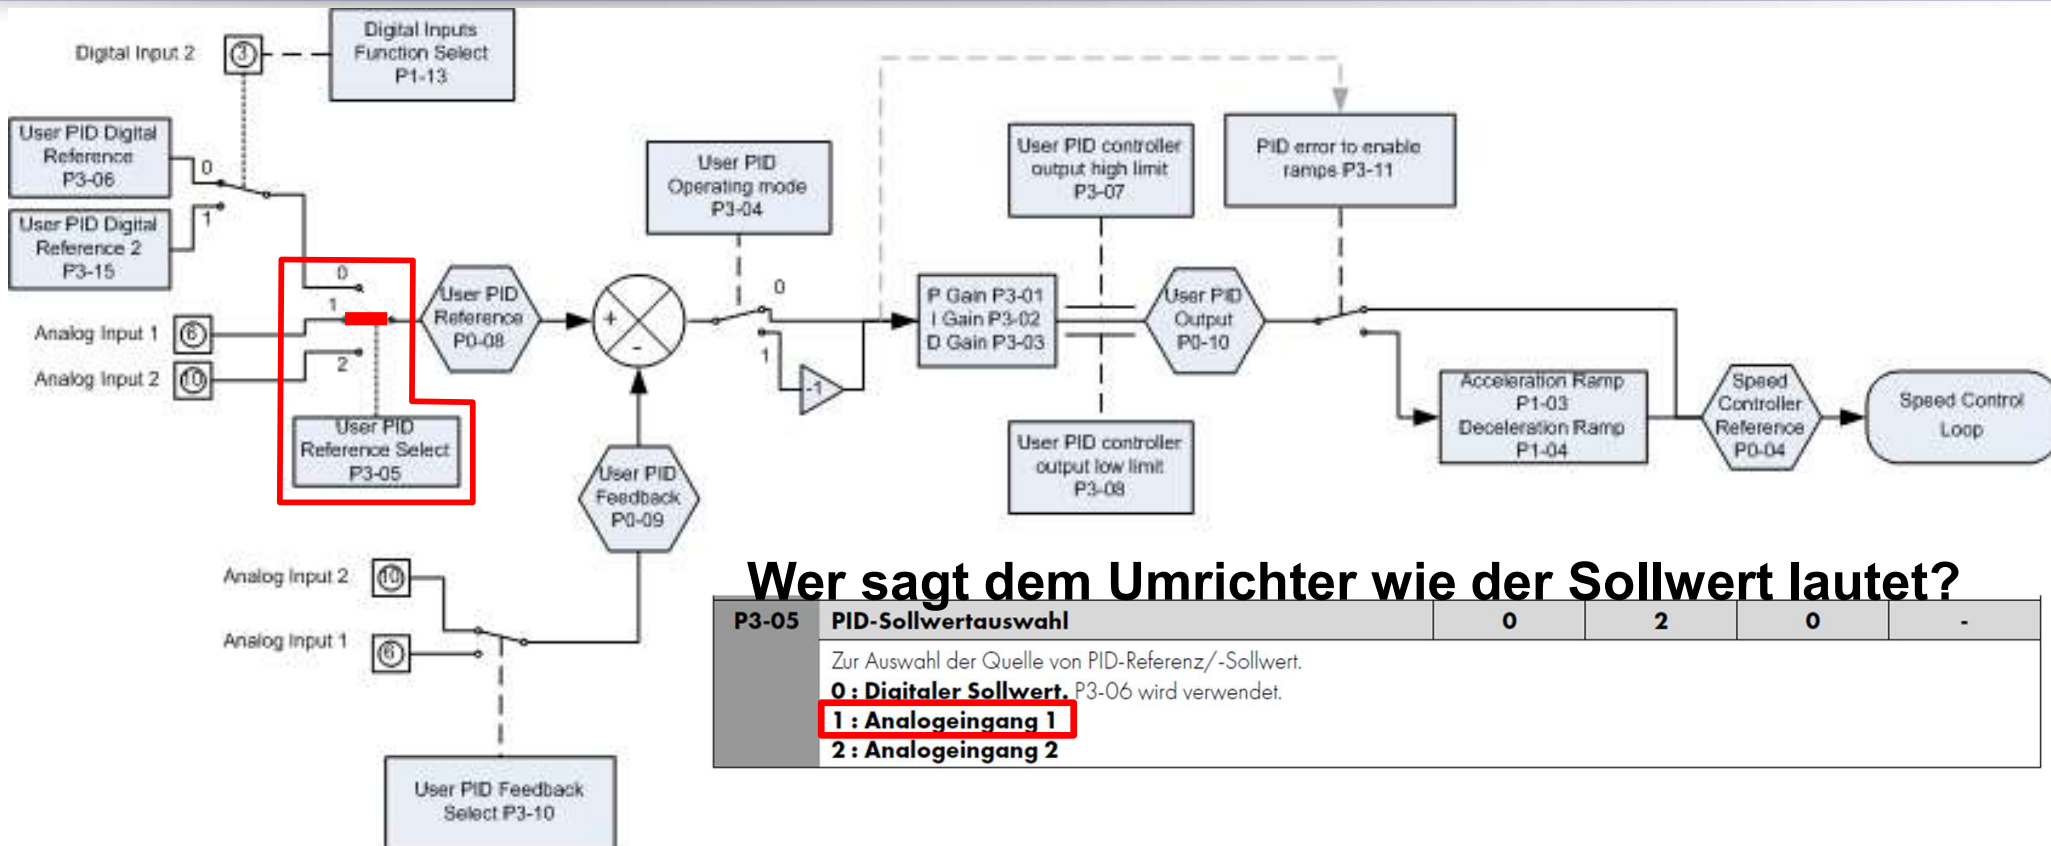 Digital Input 2
3
Digital Inputs
Function Select
P1-13
User PID Digital
Reference
P3-06
0
User PID Digital
Reference 2
P3-15
1
0
1
2
Analog Input 1
6
Analog Input 2
10
User PID
Reference Select
P3-05
User PID
Reference
P0-08
+
-
User PID
Operating mode
P3-04
0
1
-1
User PID
Feedback
P0-09
Analog Input 2
10
Analog Input 1
6
User PID Feedback
Select P3-10
P Gain P3-01
I Gain P3-02
D Gain P3-03
User PID controller
output high limit
P3-07
User PID controller
output low limit
P3-08
User PID
Output
P0-10
PID error to enable
ramps P3-11
Acceleration Ramp
P1-03
Deceleration Ramp
P1-04
Speed
Controller
Reference
P0-04
Speed Control
Loop
Wer sagt dem Umrichter wie der Sollwert lautet?
P3-05 PID-Sollwertauswahl 0 2 0 -
Zur Auswahl der Quelle von PID-Referenz/-Sollwert.
0 : Digitaler Sollwert. P3-06 wird verwendet.
1 : Analogeingang 1
2 : Analogeingang 2